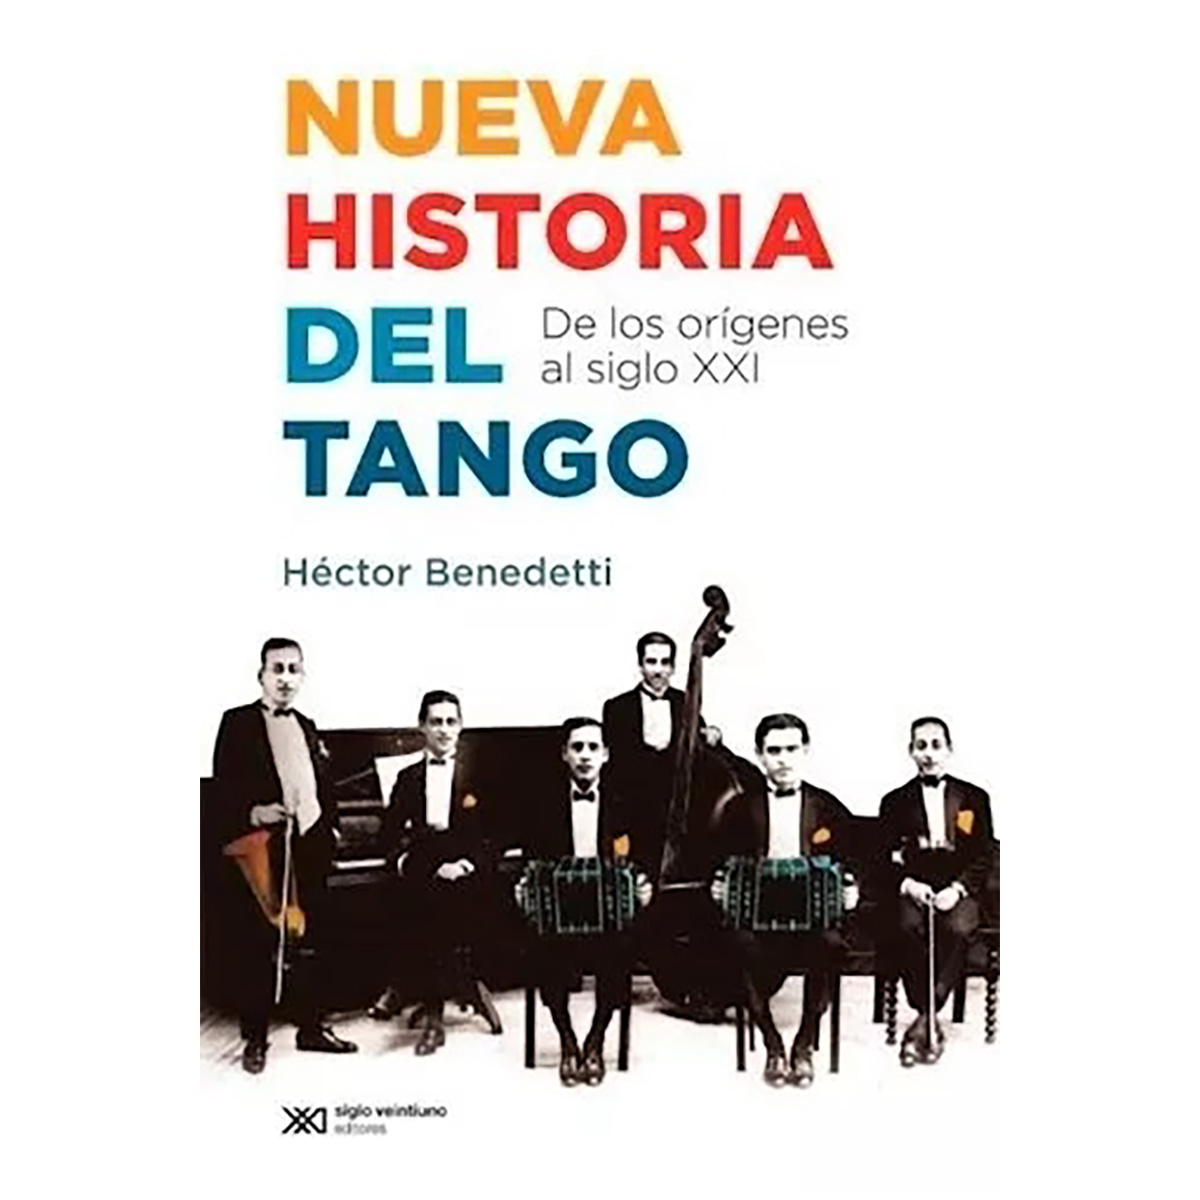 NUEVA
HISTORIA
DEL
De los orígenes
al siglo XXI
TANGO
Héctor Benedetti
siglo veintiuno
editores